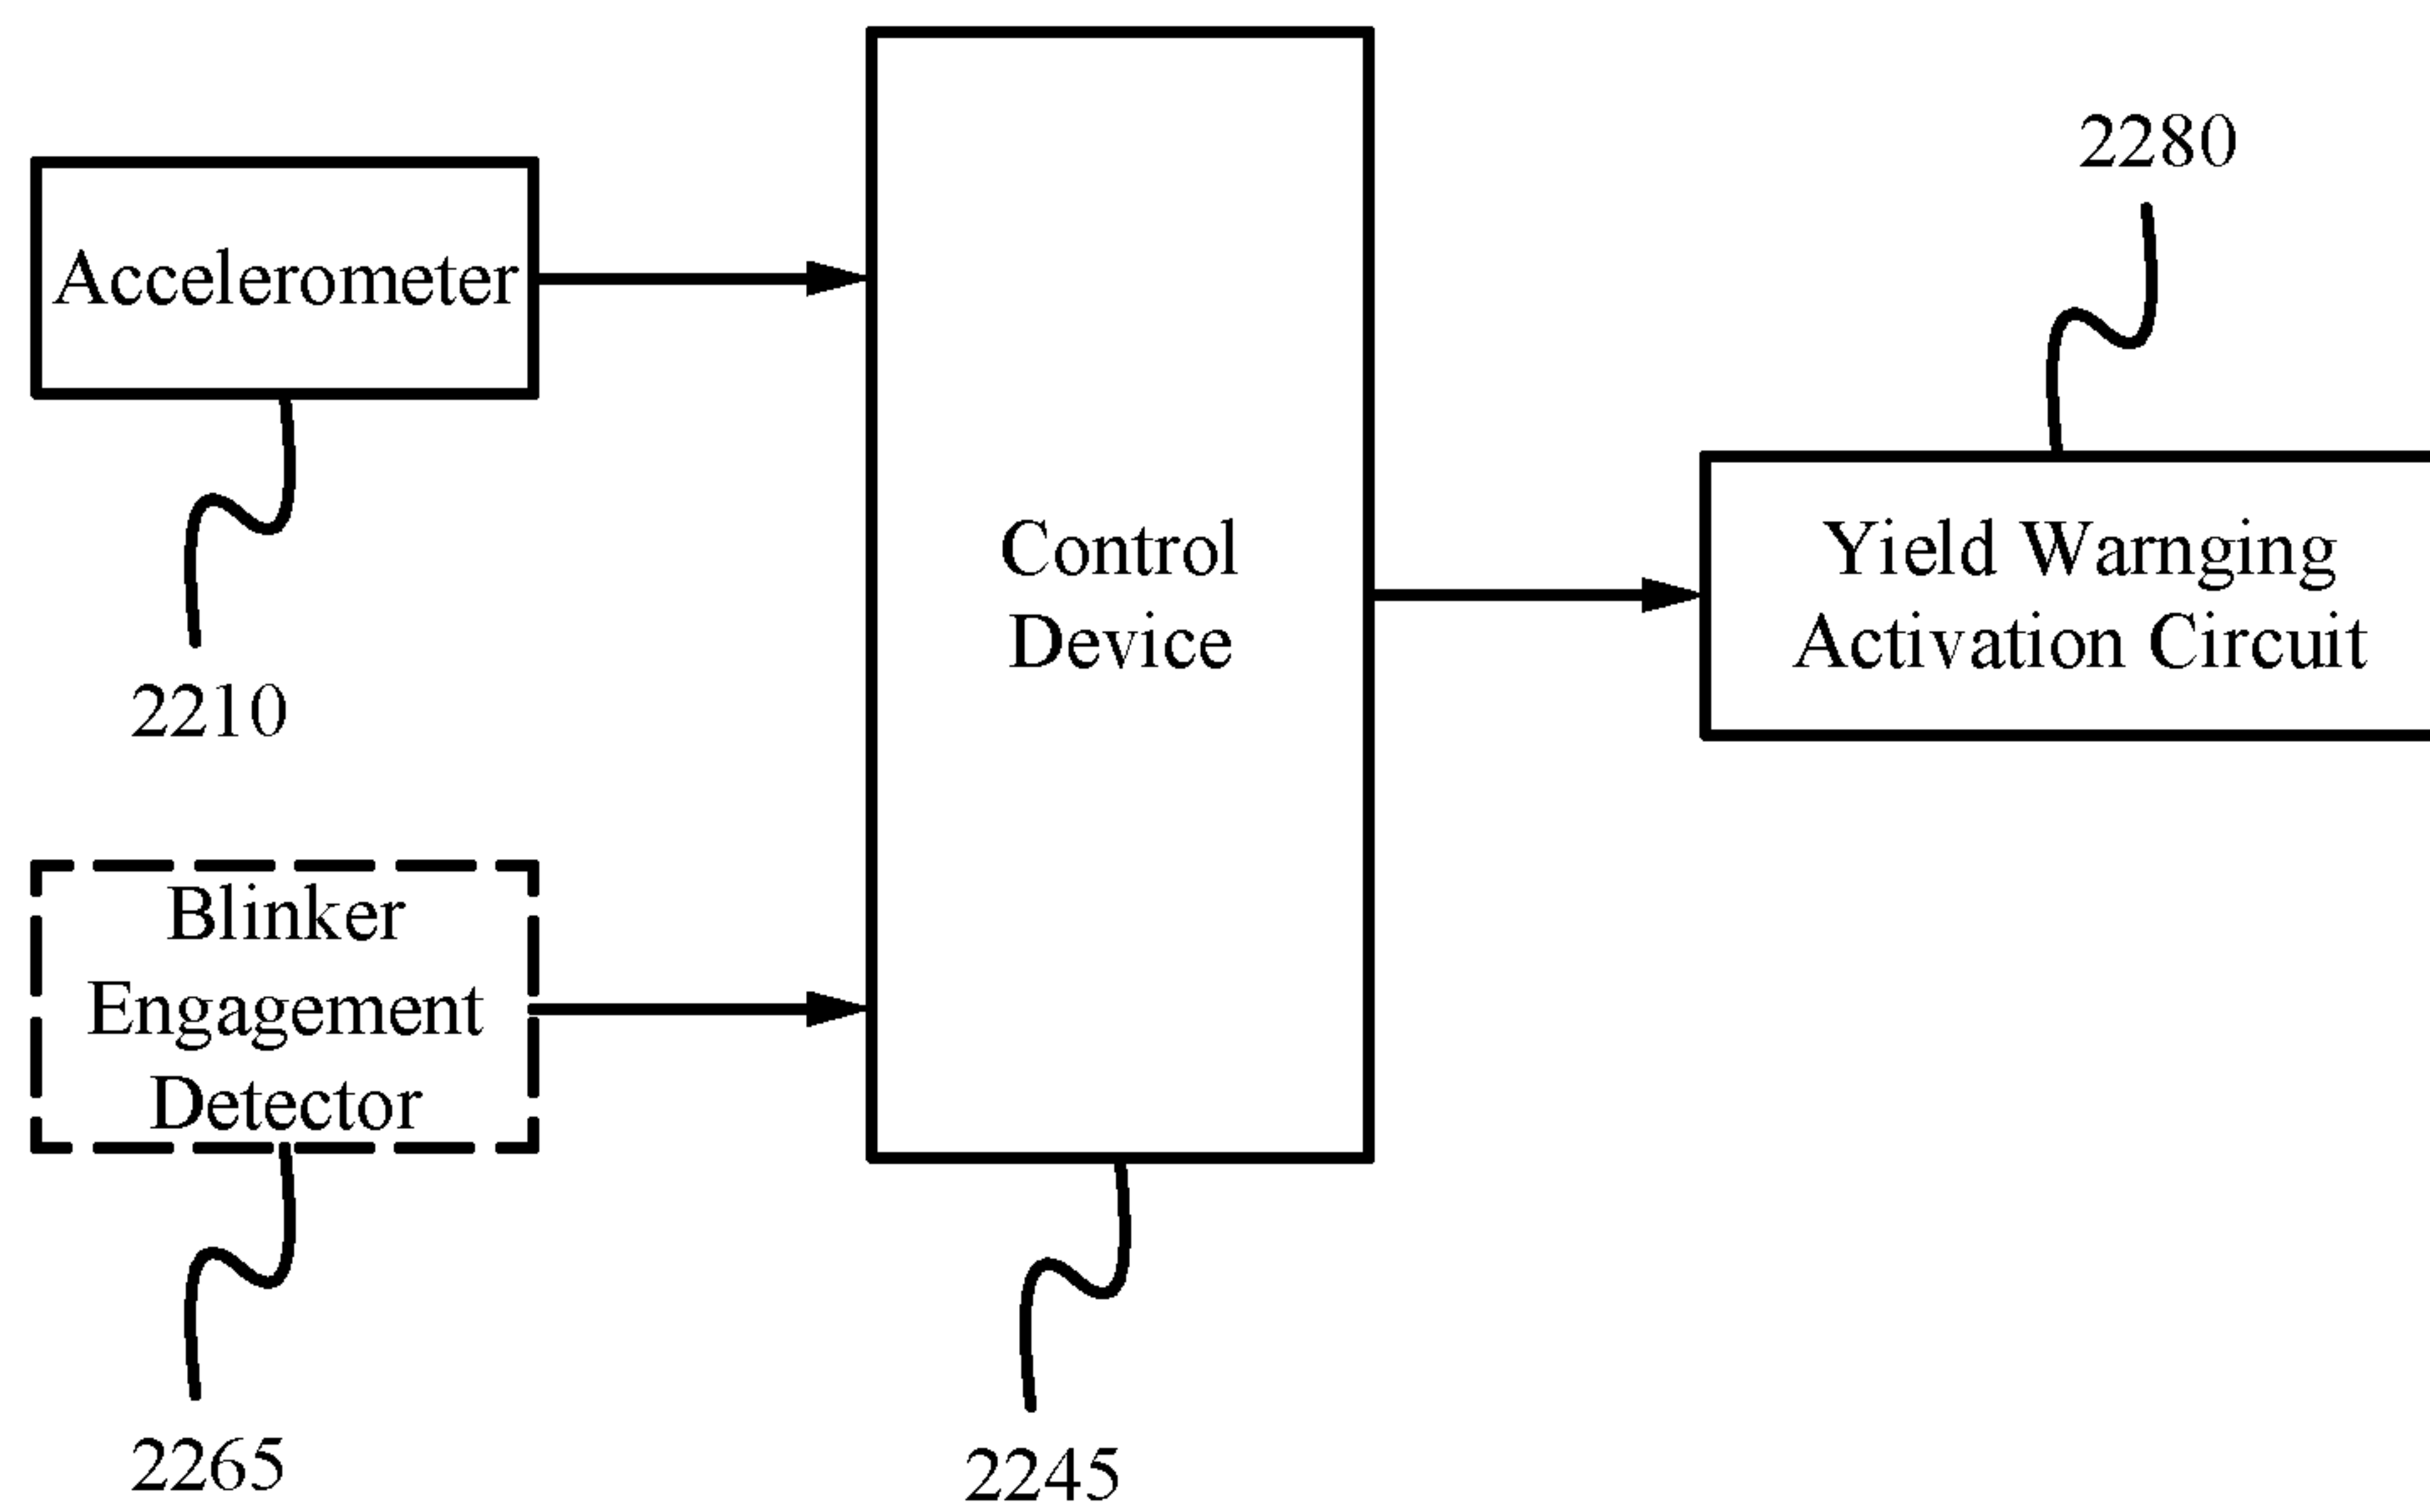 2280
Accelerometer
Control
Device
Yield Warnging
Activation Circuit
2210
Blinker
Engagement
Detector
2265
2245